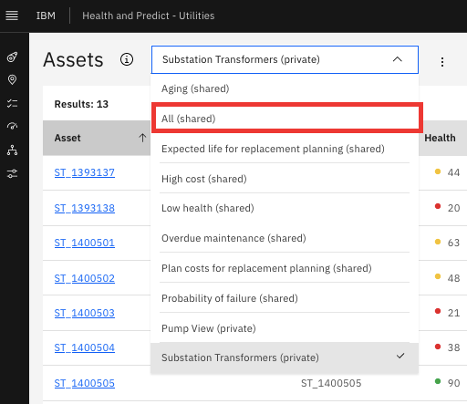 IBM Health and Predict - Utilities
Assets Substation Transformers (private)
Results: 13
Asset Health
Aging (shared)
All (shared)
Expected life for replacement planning (shared)
High cost (shared)
Low health (shared)
Overdue maintenance (shared)
Plan costs for replacement planning (shared)
Probability of failure (shared)
Pump View (private)
Substation Transformers (private)
ST_1393137 44
ST_1393138 20
ST_1400501 63
ST_1400502 48
ST_1400503 21
ST_1400504 38
ST_1400505 ST_1400505 90